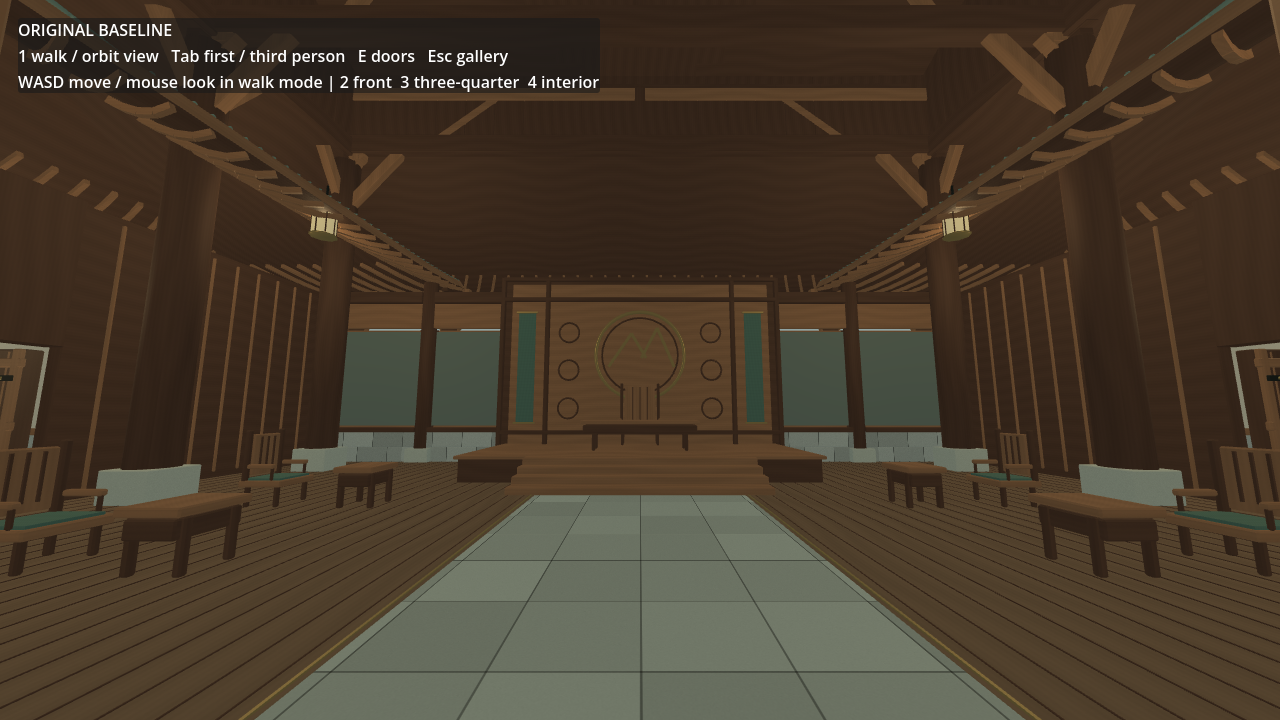 ORIGINAL BASELINE
1 walk / orbit view   Tab first / third person   E doors   Esc gallery
WASD move / mouse look in walk mode | 2 front  3 three-quarter  4 interior